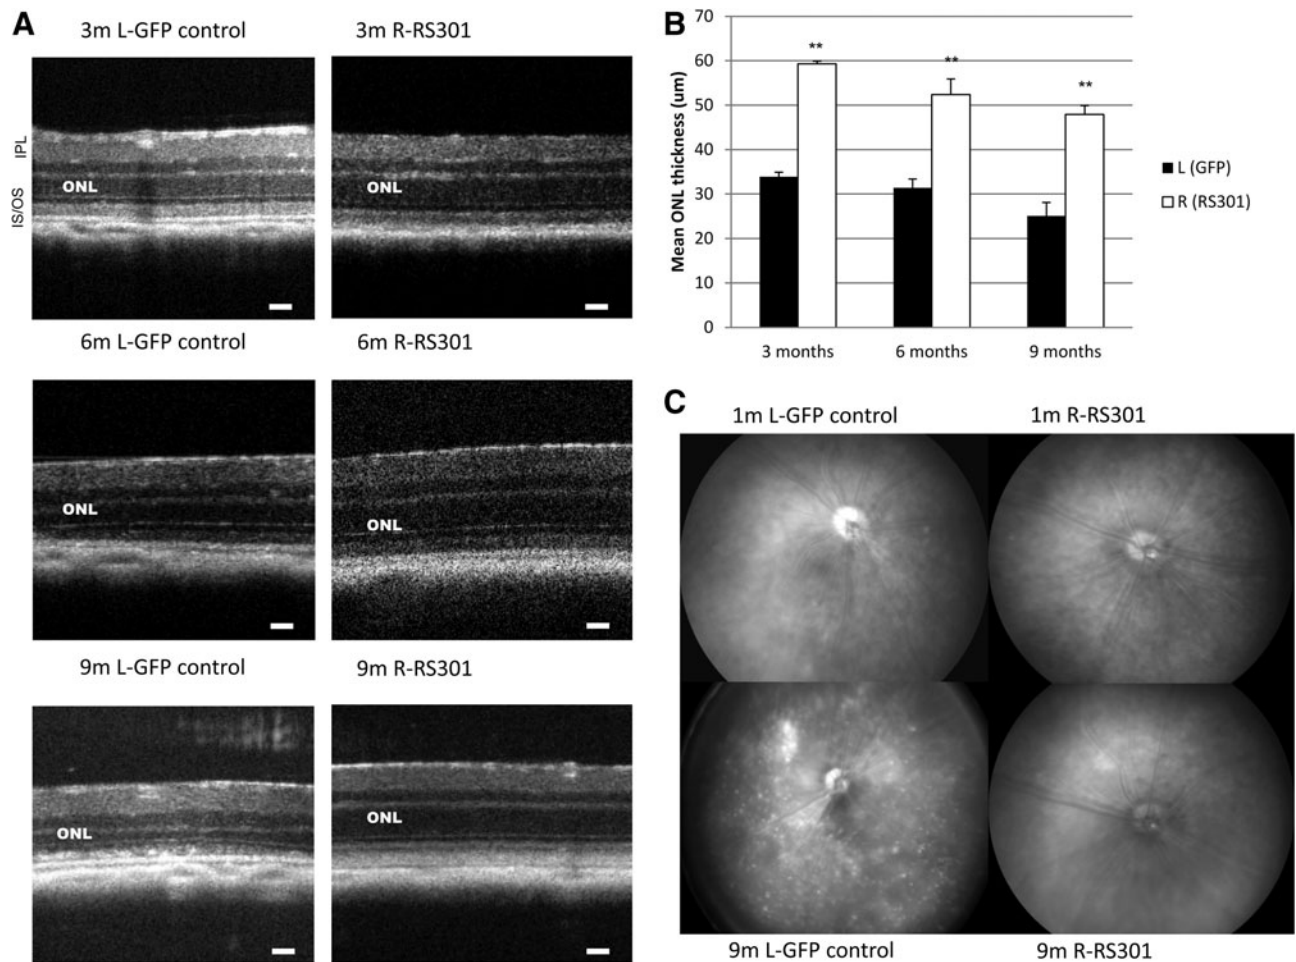 A
3m L-GFP control
3m R-RS301
IPL
IS/OS
ONL
ONL
6m L-GFP control
6m R-RS301
ONL
ONL
9m L-GFP control
9m R-RS301
ONL
ONL
B
Mean ONL thickness (um)
70
60
50
40
30
20
10
0
**
**
**
3 months
6 months
9 months
L (GFP)
R (RS301)
C
1m L-GFP control
1m R-RS301
9m L-GFP control
9m R-RS301